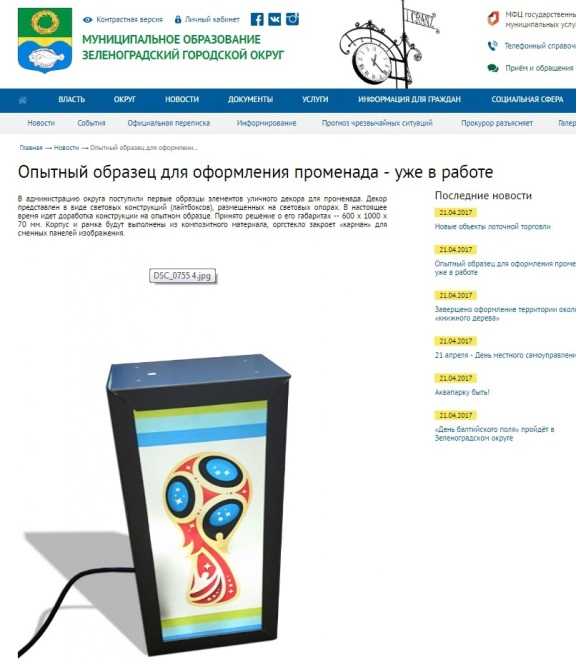 Контрастная версия
Личный кабинет
МУНИЦИПАЛЬНОЕ ОБРАЗОВАНИЕ
ЗЕЛЕНОГРАДСКИЙ ГОРОДСКОЙ ОКРУГ
CRANZ
МФЦ государственны
муниципальных услу
Телефонный справоч
Приём и обращения
ВЛАСТЬ ОКРУГ НОВОСТИ ДОКУМЕНТЫ УСЛУГИ ИНФОРМАЦИЯ ДЛЯ ГРАЖДАН СОЦИАЛЬНАЯ СФЕРА
Новости События Официальная переписка Информирование Прогноз чрезвычайных ситуаций Прокурор разъясняет Галер
Главная → Новости → Опытный образец для оформлени...
Опытный образец для оформления променада - уже в работе
В администрацию округа поступили первые образцы элементов уличного декора для променада. Декор
представлен в виде световых конструкций (лайтбоксов), размещенных на световых опорах. В настоящее
время идет доработка конструкции на опытном образце. Принято решение о его габаритах -- 600 х 1000 х
70 мм. Корпус и рамка будут выполнены из композитного материала, оргстекло закроет «карман» для
сменных панелей изображения.
DSC_0755 4.jpg
Последние новости
21.04.2017
Новые объекты лоточной торговли
21.04.2017
Опытный образец для оформления проме
уже в работе
21.04.2017
Завершено оформление территории окол
«книжного дерева»
21.04.2017
21 апреля - День местного самоуправлени
21.04.2017
Аквапарку быть!
21.04.2017
«День балтийского поля» пройдёт в
Зеленоградском округе